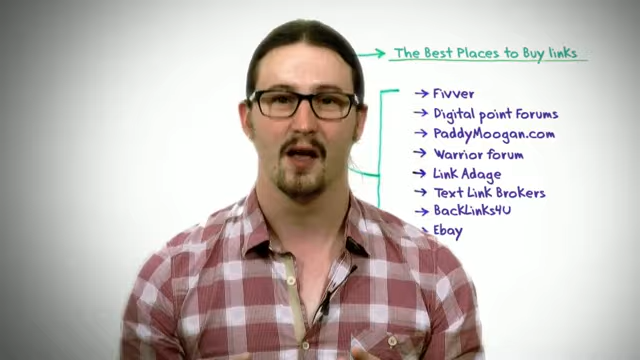 The Best Places to Buy links
Fivver
Digital point Forums
PaddyMoogan.com
Warrior forum
Link Adage
Text Link Brokers
BackLinks4U
Ebay